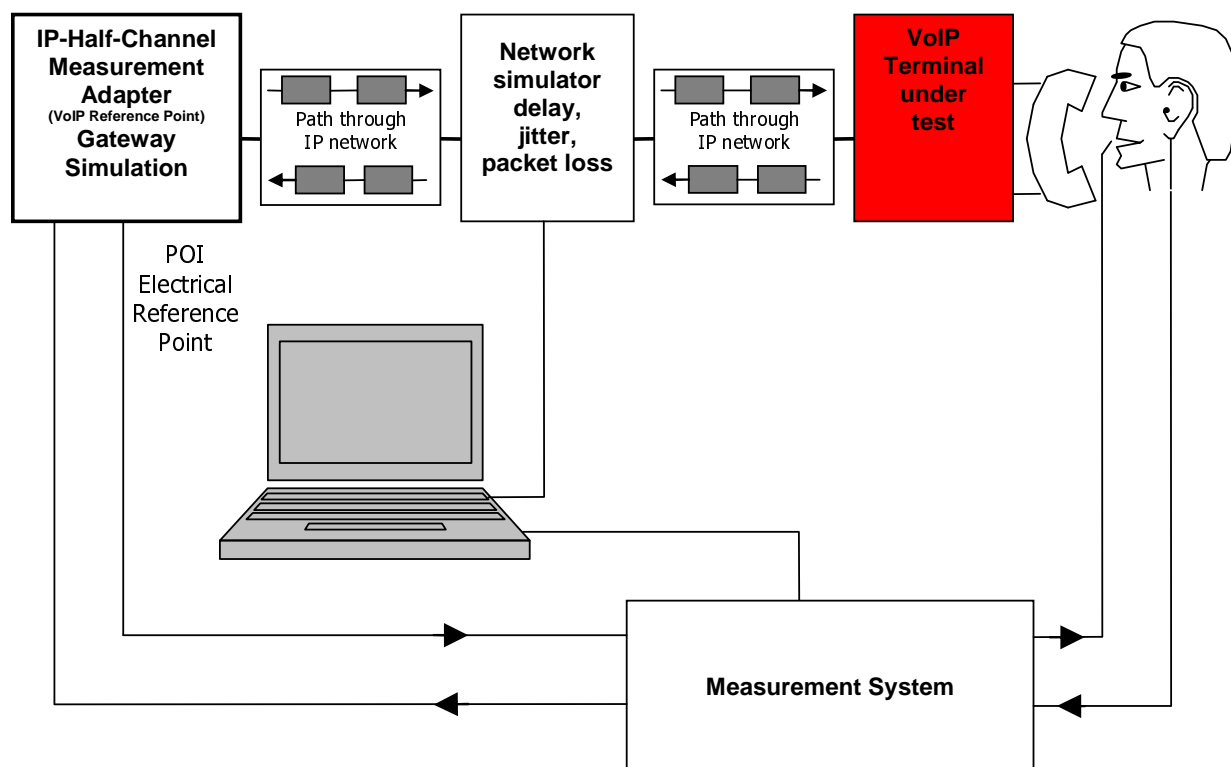 IP-Half-Channel
Measurement
Adapter
(VoIP Reference Point)
Gateway
Simulation
Path through
IP network
Network
simulator
delay,
jitter,
packet loss
Path through
IP network
VoIP
Terminal
under
test
POI
Electrical
Reference
Point
Measurement System